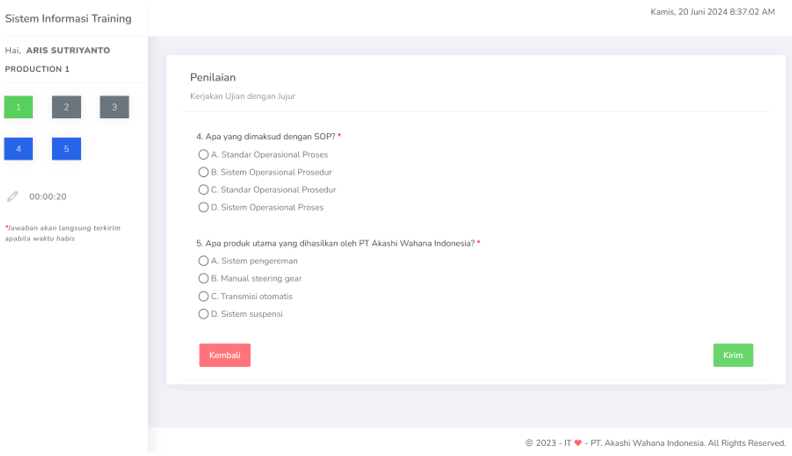 Sistem Informasi Training
Kamis, 20 Juni 2024 8:37:02 AM
Hai, ARIS SUTRIYANTO
PRODUCTION 1
1 2 3
4 5
00:00:20
*Jawaban akan langsung terkirim
apabila waktu habis
Penilaian
Kerjakan Ujian dengan Jujur
4. Apa yang dimaksud dengan SOP? *
A. Standar Operasional Proses
B. Sistem Operasional Prosedur
C. Standar Operasional Prosedur
D. Sistem Operasional Proses
5. Apa produk utama yang dihasilkan oleh PT Akashi Wahana Indonesia? *
A. Sistem pengereman
B. Manual steering gear
C. Transmisi otomatis
D. Sistem suspensi
Kembali
Kirim
© 2023 - IT ❤ - PT. Akashi Wahana Indonesia. All Rights Reserved.